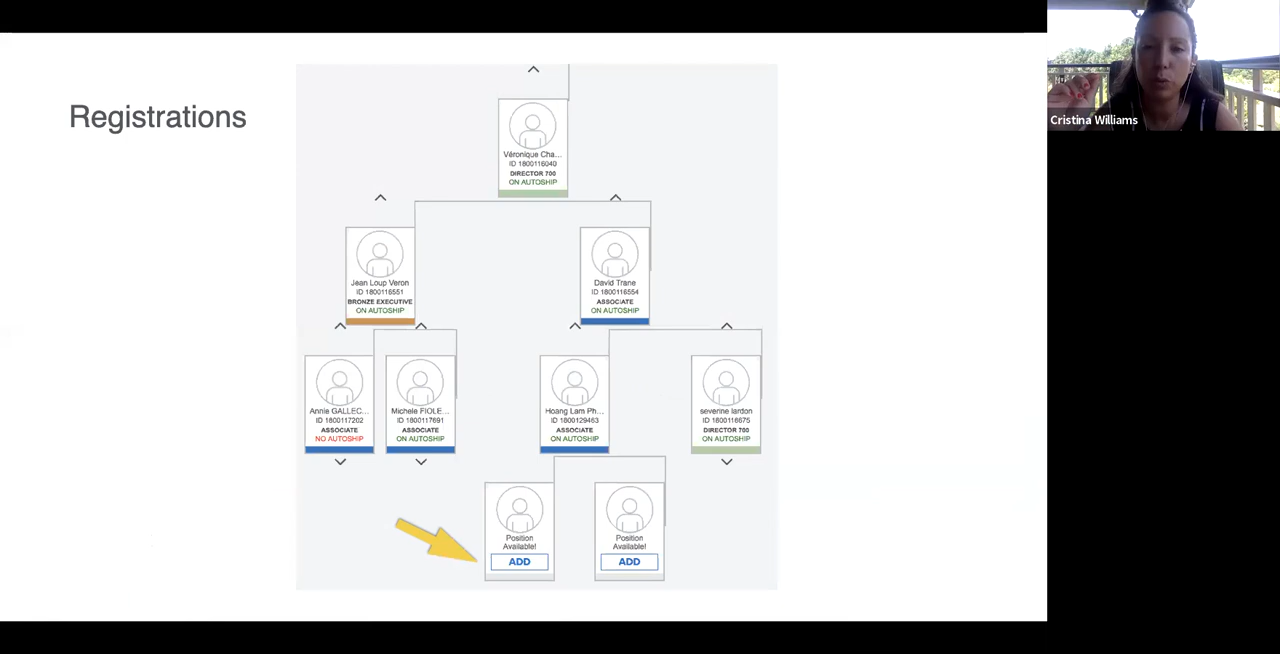 Registrations
Cristina Williams
Véronique Cha...
ID 1800116040
DIRECTOR 700
ON AUTOSHIP
Jean Loup Veron
ID 1800116551
BRONZE EXECUTIVE
ON AUTOSHIP
David Trane
ID 1800116554
ASSOCIATE
ON AUTOSHIP
Annie GALLEC...
ID 1800117202
ASSOCIATE
NO AUTOSHIP
Michele FIOLE...
ID 1800117691
ASSOCIATE
ON AUTOSHIP
Hoang Lam Ph...
ID 1800129463
ASSOCIATE
ON AUTOSHIP
severine lardon
ID 1800116675
DIRECTOR 700
ON AUTOSHIP
Position
Available!
ADD
Position
Available!
ADD